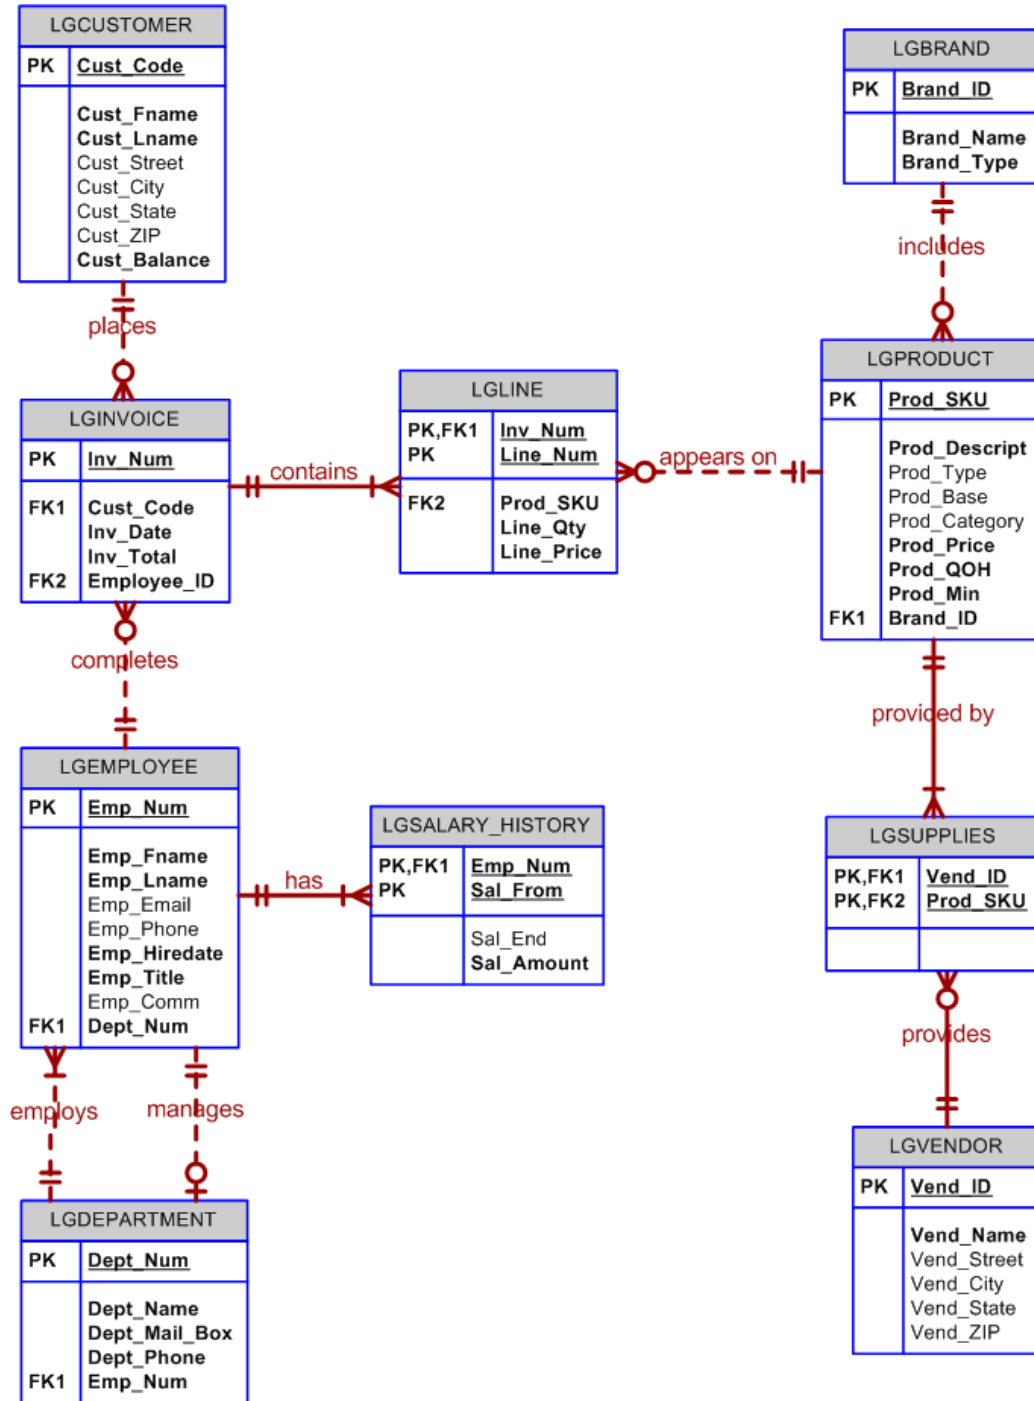 LGCUSTOMER
PK Cust_Code
Cust_Fname
Cust_Lname
Cust_Street
Cust_City
Cust_State
Cust_ZIP
Cust_Balance
places
LGINVOICE
PK Inv_Num
FK1 Cust_Code
Inv_Date
Inv_Total
FK2 Employee_ID
contains
LGLINE
PK,FK1 Inv_Num
PK Line_Num
FK2 Prod_SKU
Line_Qty
Line_Price
appears on
LGBRAND
PK Brand_ID
Brand_Name
Brand_Type
includes
LGPRODUCT
PK Prod_SKU
Prod_Descript
Prod_Type
Prod_Base
Prod_Category
Prod_Price
Prod_QOH
Prod_Min
FK1 Brand_ID
provided by
LGSUPPLIES
PK,FK1 Vend_ID
PK,FK2 Prod_SKU
provides
LGVENDOR
PK Vend_ID
Vend_Name
Vend_Street
Vend_City
Vend_State
Vend_ZIP
completes
LGEMPLOYEE
PK Emp_Num
Emp_Fname
Emp_Lname
Emp_Email
Emp_Phone
Emp_Hiredate
Emp_Title
Emp_Comm
FK1 Dept_Num
has
LGSALARY_HISTORY
PK,FK1 Emp_Num
PK Sal_From
Sal_End
Sal_Amount
employs
manages
LGDEPARTMENT
PK Dept_Num
Dept_Name
Dept_Mail_Box
Dept_Phone
FK1 Emp_Num